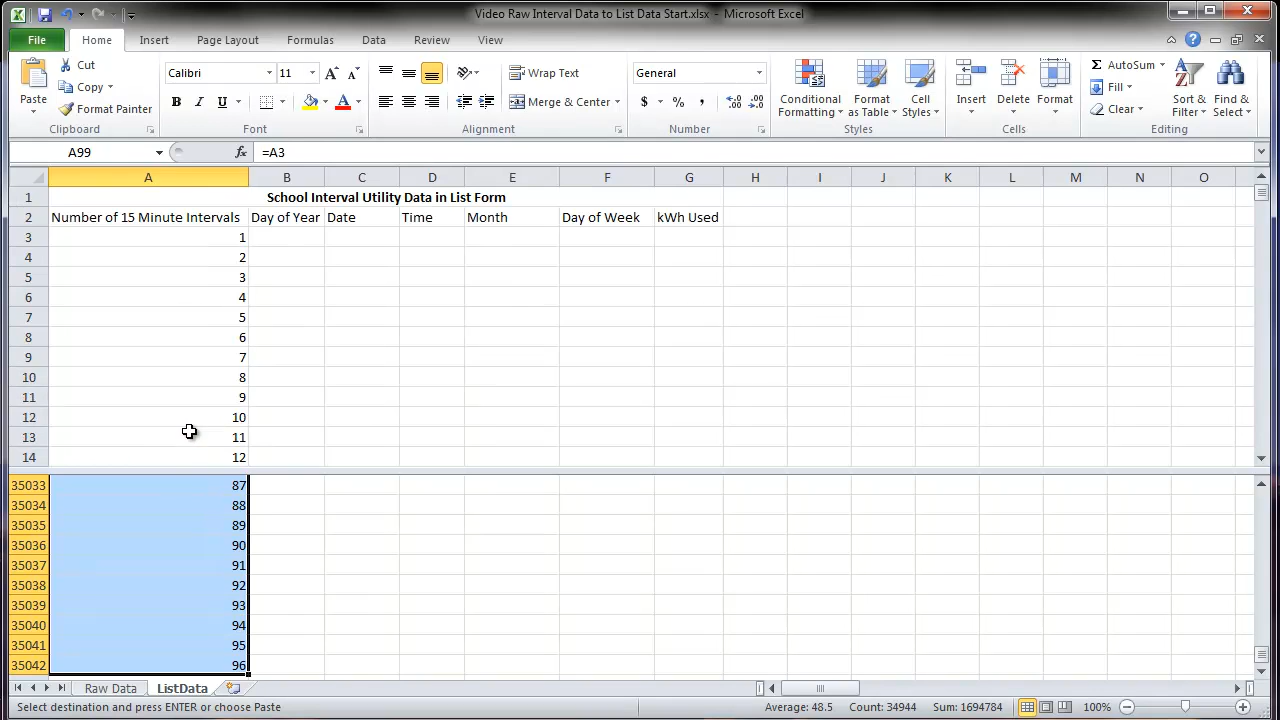 Video Raw Interval Data to List Data Start.xlsx - Microsoft Excel
File Home Insert Page Layout Formulas Data Review View
Paste Cut Copy Format Painter Clipboard
Calibri 11 B I U A Font
Wrap Text Merge & Center Alignment
General $ % , Number
Conditional Formatting Format as Table Cell Styles Styles
Insert Delete Format Cells
Σ AutoSum Fill Clear Sort & Filter Find & Select Editing
A99 fx =A3
A B C D E F G H I J K L M N O
1 School Interval Utility Data in List Form
2 Number of 15 Minute Intervals Day of Year Date Time Month Day of Week kWh Used
3 1
4 2
5 3
6 4
7 5
8 6
9 7
10 8
11 9
12 10
13 11
14 12
35033 87
35034 88
35035 89
35036 90
35037 91
35038 92
35039 93
35040 94
35041 95
35042 96
Raw Data ListData
Select destination and press ENTER or choose Paste Average: 48.5 Count: 34944 Sum: 1694784 100%